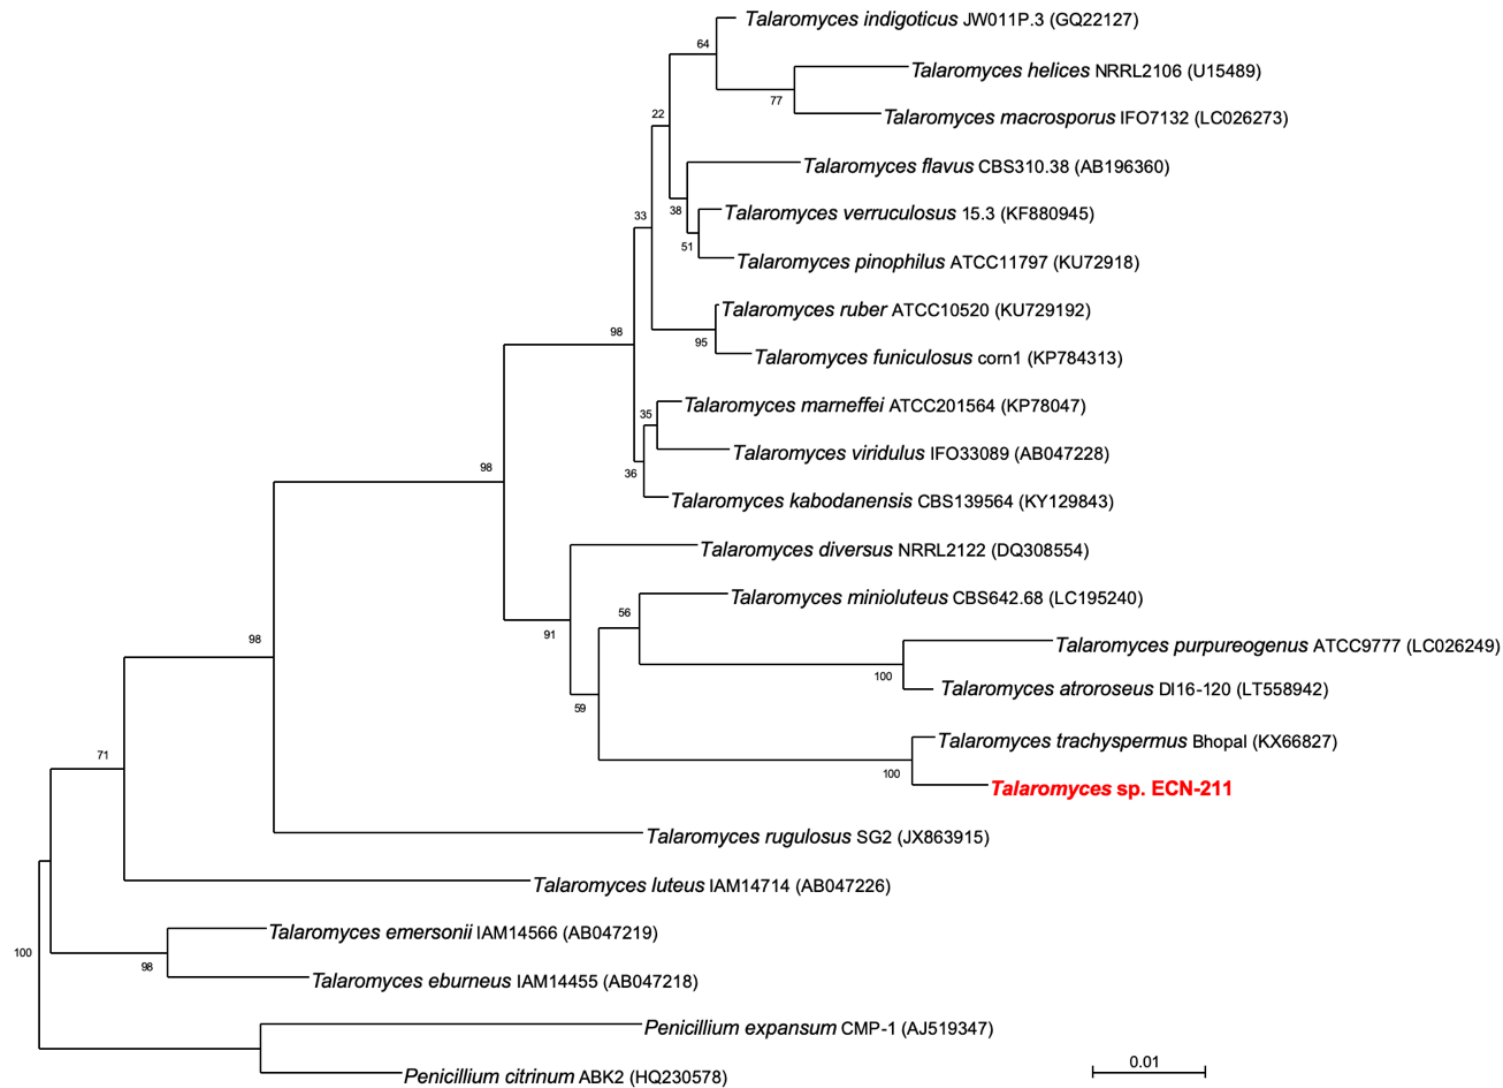 Talaromyces indigoticus JW011P.3 (GQ22127)
64
Talaromyces helices NRRL2106 (U15489)
77
Talaromyces macrosporus IFO7132 (LC026273)
22
Talaromyces flavus CBS310.38 (AB196360)
38
Talaromyces verruculosus 15.3 (KF880945)
33
51
Talaromyces pinophilus ATCC11797 (KU72918)
Talaromyces ruber ATCC10520 (KU729192)
98
95
Talaromyces funiculosus corn1 (KP784313)
Talaromyces marneffei ATCC201564 (KP78047)
35
Talaromyces viridulus IFO33089 (AB047228)
98
36
Talaromyces kabodanensis CBS139564 (KY129843)
Talaromyces diversus NRRL2122 (DQ308554)
Talaromyces minioluteus CBS642.68 (LC195240)
56
91
98
Talaromyces purpureogenus ATCC9777 (LC026249)
100
Talaromyces atroroseus DI16-120 (LT558942)
59
Talaromyces trachyspermus Bhopal (KX66827)
71
100
Talaromyces sp. ECN-211
Talaromyces rugulosus SG2 (JX863915)
Talaromyces luteus IAM14714 (AB047226)
Talaromyces emersonii IAM14566 (AB047219)
100
98
Talaromyces eburneus IAM14455 (AB047218)
Penicillium expansum CMP-1 (AJ519347)
0.01
Penicillium citrinum ABK2 (HQ230578)